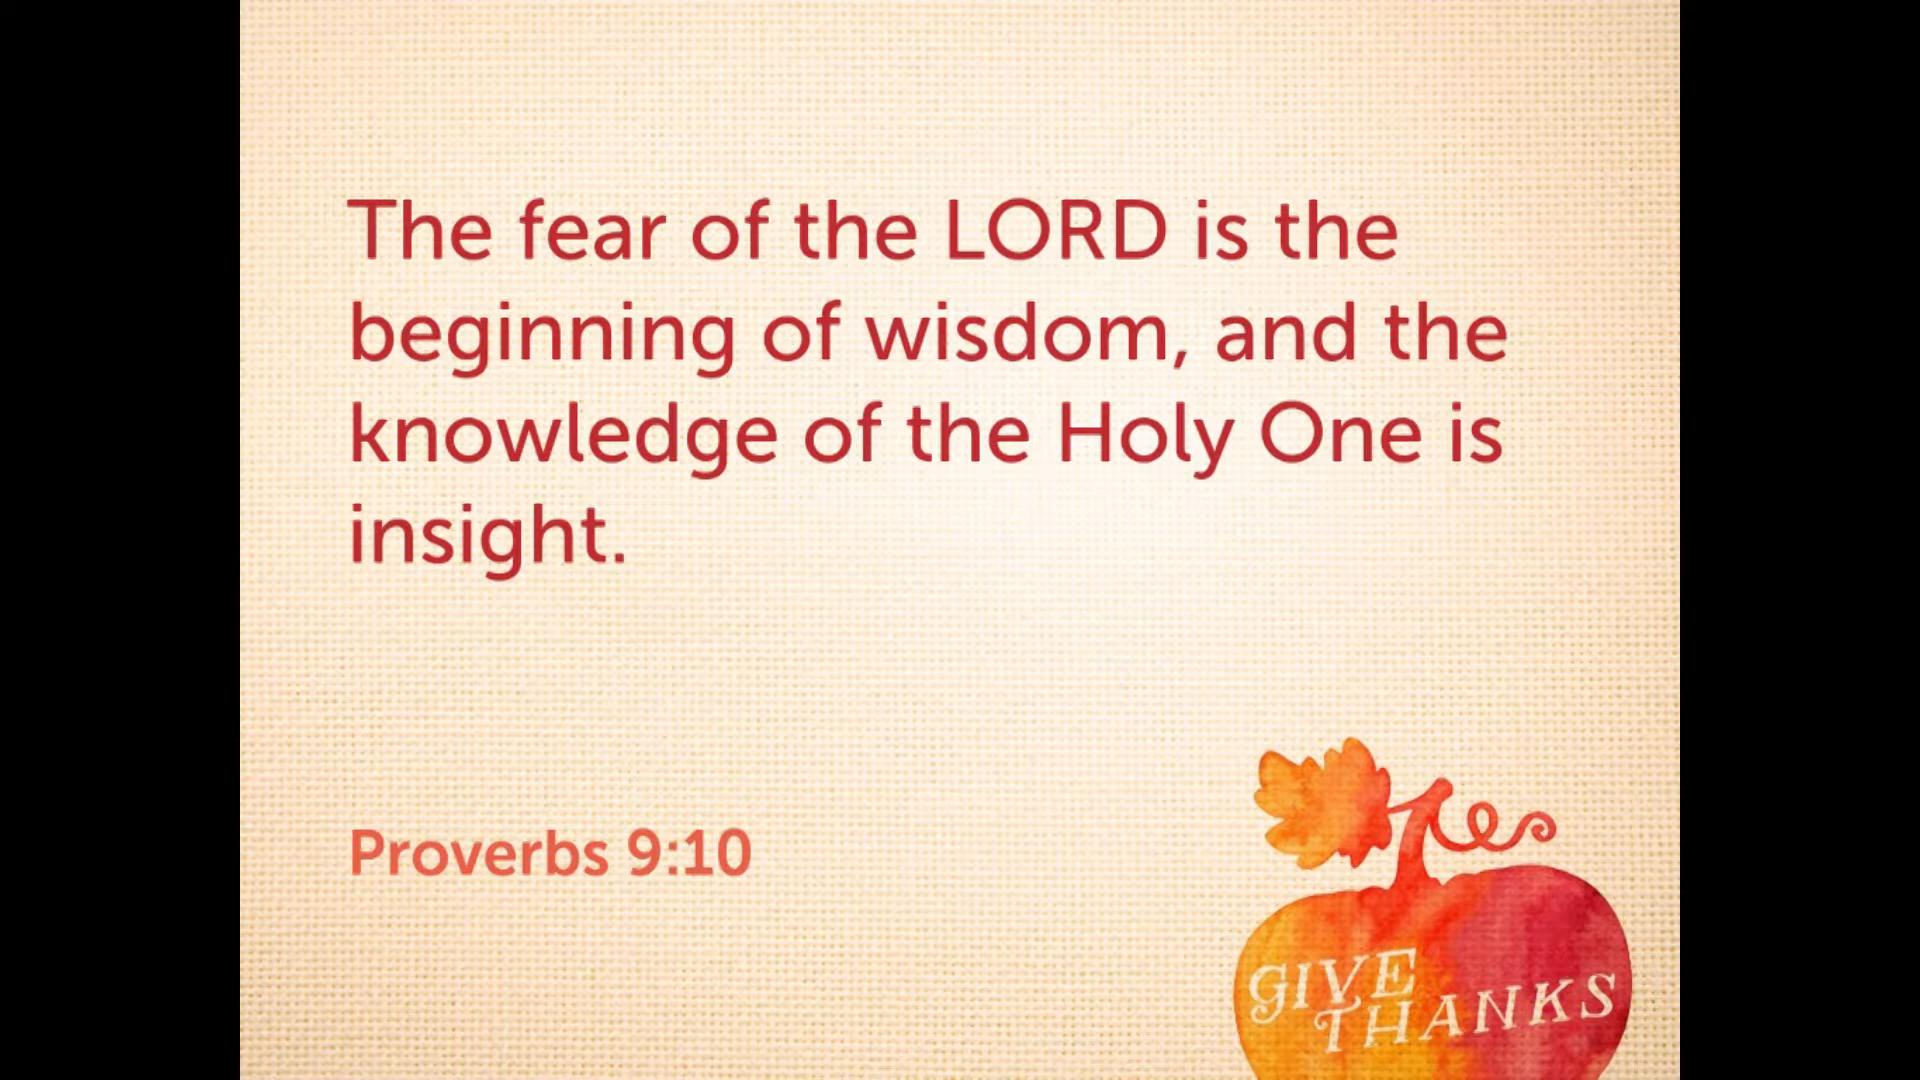 The fear of the LORD is the
beginning of wisdom, and the
knowledge of the Holy One is
insight.
Proverbs 9:10
GIVE
THANKS